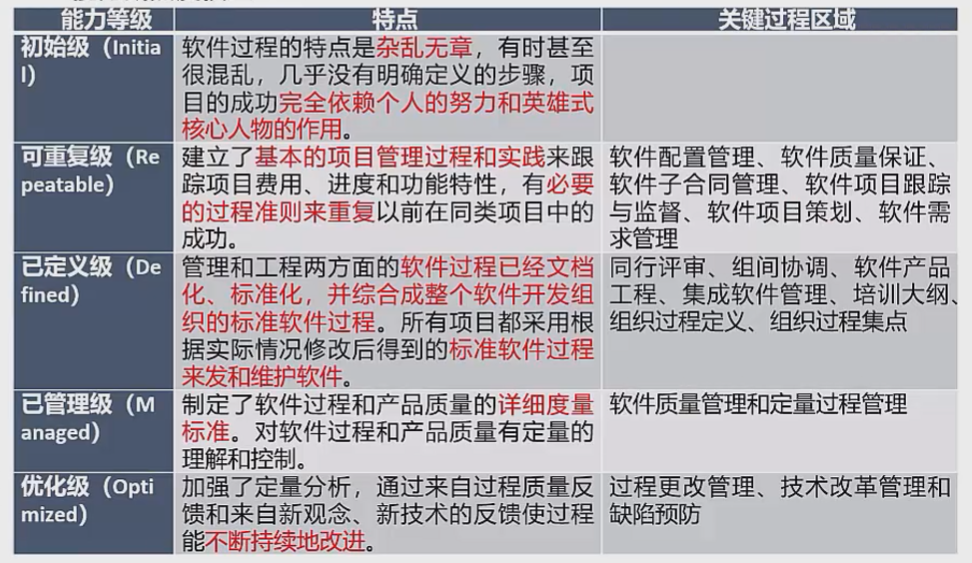 能力等级 特点 关键过程区域
初始级（Initia
l）
软件过程的特点是杂乱无章，有时甚至
很混乱，几乎没有明确定义的步骤，项
目的成功完全依赖个人的努力和英雄式
核心人物的作用。
可重复级（Re
peatable）
建立了基本的项目管理过程和实践来跟
踪项目费用、进度和功能特性，有必要
的过程准则来重复以前在同类项目中的
成功。
软件配置管理、软件质量保证、
软件子合同管理、软件项目跟踪
与监督、软件项目策划、软件需
求管理
已定义级（De
fined）
管理和工程两方面的软件过程已经文档
化、标准化，并综合成整个软件开发组
织的标准软件过程。所有项目都采用根
据实际情况修改后得到的标准软件过程
来发和维护软件。
同行评审、组间协调、软件产品
工程、集成软件管理、培训大纲、
组织过程定义、组织过程集点
已管理级（M
anaged）
制定了软件过程和产品质量的详细度量
标准。对软件过程和产品质量有定量的
理解和控制。
软件质量管理和定量过程管理
优化级（Opti
mized）
加强了定量分析，通过来自过程质量反
馈和来自新观念、新技术的反馈使过程
能不断持续地改进。
过程更改管理、技术改革管理和
缺陷预防